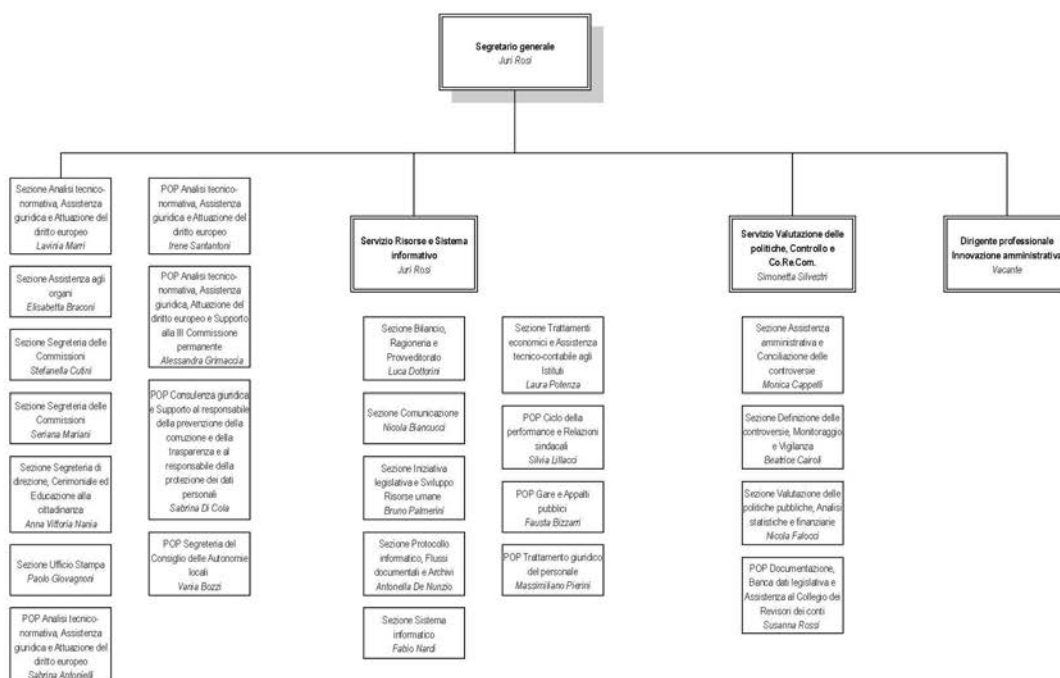 Segretario generale
Juri Rosi
Sezione Analisi tecnico-
normativa, Assistenza
giuridica e Attuazione del
diritto europeo
Lavinia Marri
Sezione Assistenza agli
organi
Elisabetta Braconi
Sezione Segreteria delle
Commissioni
Stefanella Cutini
Sezione Segreteria delle
Commissioni
Seriana Mariani
Sezione Segreteria di
direzione, Cerimoniale ed
Educazione alla
cittadinanza
Anna Vittoria Nania
Sezione Ufficio Stampa
Paolo Giovagnoni
POP Analisi tecnico-
normativa, Assistenza
giuridica e Attuazione del
diritto europeo
Sabrina Antonielli
POP Analisi tecnico-
normativa, Assistenza
giuridica e Attuazione del
diritto europeo
Irene Santantoni
POP Analisi tecnico-
normativa, Assistenza
giuridica, Attuazione del
diritto europeo e Supporto
alla III Commissione
permanente
Alessandra Grimaccia
POP Consulenza giuridica
e Supporto al responsabile
della prevenzione della
corruzione e della
trasparenza e al
responsabile della
protezione dei dati
personali
Sabrina Di Cola
POP Segreteria del
Consiglio delle Autonomie
locali
Vania Bozzi
Servizio Risorse e Sistema
informativo
Juri Rosi
Sezione Bilancio,
Ragioneria e
Provveditorato
Luca Dottorini
Sezione Comunicazione
Nicola Biancucci
Sezione Iniziativa
legislativa e Sviluppo
Risorse umane
Bruno Palmerini
Sezione Protocollo
informatico, Flussi
documentali e Archivi
Antonella De Nunzio
Sezione Sistema
informatico
Fabio Nardi
Sezione Trattamenti
economici e Assistenza
tecnico-contabile agli
Istituti
Laura Potenza
POP Ciclo della
performance e Relazioni
sindacali
Silvia Lillacci
POP Gare e Appalti
pubblici
Fausta Bizzarri
POP Trattamento giuridico
del personale
Massimiliano Pierini
Servizio Valutazione delle
politiche, Controllo e
Co.Re.Com.
Simonetta Silvestri
Sezione Assistenza
amministrativa e
Conciliazione delle
controversie
Monica Cappelli
Sezione Definizione delle
controversie, Monitoraggio
e Vigilanza
Beatrice Cairoli
Sezione Valutazione delle
politiche pubbliche, Analisi
statistiche e finanziarie
Nicola Falocci
POP Documentazione,
Banca dati legislativa e
Assistenza al Collegio dei
Revisori dei conti
Susanna Rossi
Dirigente professionale
Innovazione amministrativa
Vacante